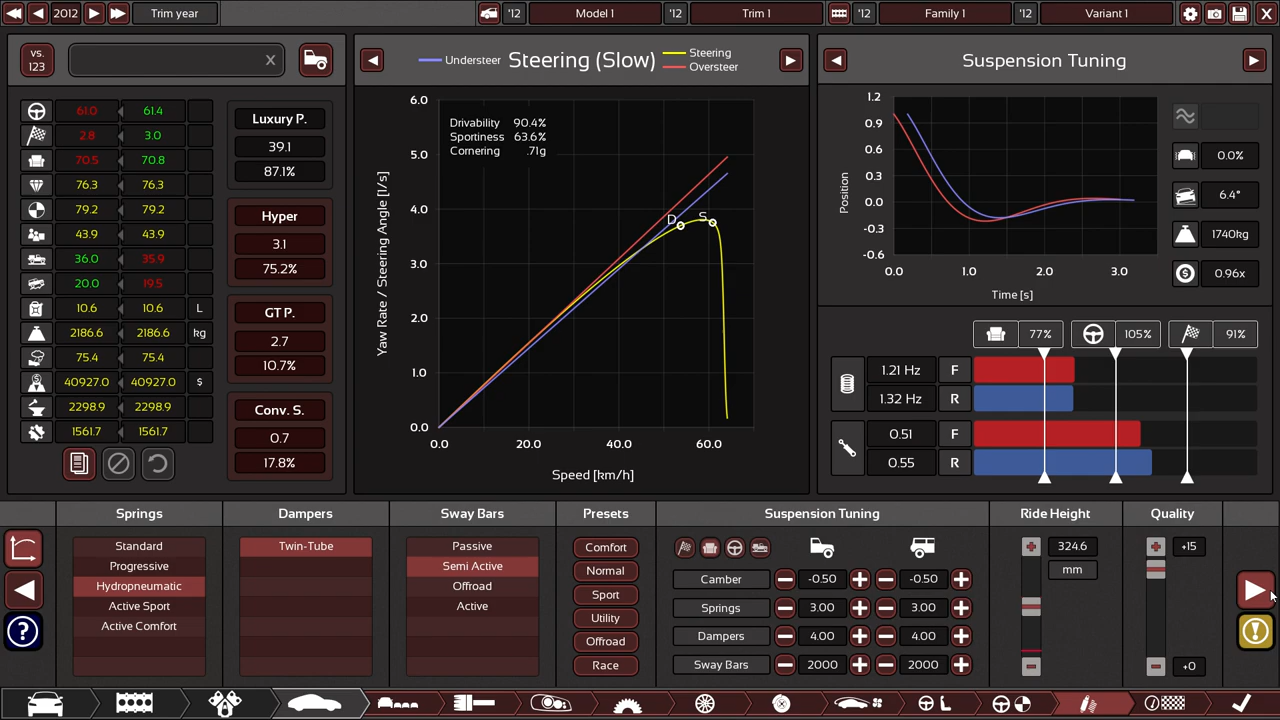 2012
Trim year
'12
Model 1
'12
Trim 1
'12
Family 1
'12
Variant 1
vs.
123
X
61.0 61.4
2.8 3.0
70.5 70.8
76.3 76.3
79.2 79.2
43.9 43.9
36.0 35.9
20.0 19.5
10.6 10.6 L
2186.6 2186.6 kg
75.4 75.4
40927.0 40927.0 $
2298.9 2298.9
1561.7 1561.7
Luxury P.
39.1
87.1%
Hyper
3.1
75.2%
GT P.
2.7
10.7%
Conv. S.
0.7
17.8%
Understeer
Steering (Slow)
Steering
Oversteer
Drivability 90.4%
Sportiness 63.6%
Cornering .71g
6.0
5.0
4.0
3.0
2.0
1.0
0.0
Yaw Rate / Steering Angle [1/s]
D
S
0.0 20.0 40.0 60.0
Speed [km/h]
Suspension Tuning
1.2
0.9
0.6
0.3
0.0
-0.3
-0.6
Position
0.0 1.0 2.0 3.0
Time [s]
0.0%
6.4°
1740kg
0.96x
77%
105%
91%
1.21 Hz F
1.32 Hz R
0.51 F
0.55 R
Springs
Standard
Progressive
Hydropneumatic
Active Sport
Active Comfort
Dampers
Twin-Tube
Sway Bars
Passive
Semi Active
Offroad
Active
Presets
Comfort
Normal
Sport
Utility
Offroad
Race
Suspension Tuning
Camber -0.50 -0.50
Springs 3.00 3.00
Dampers 4.00 4.00
Sway Bars 2000 2000
Ride Height
324.6
mm
Quality
+15
+0
?